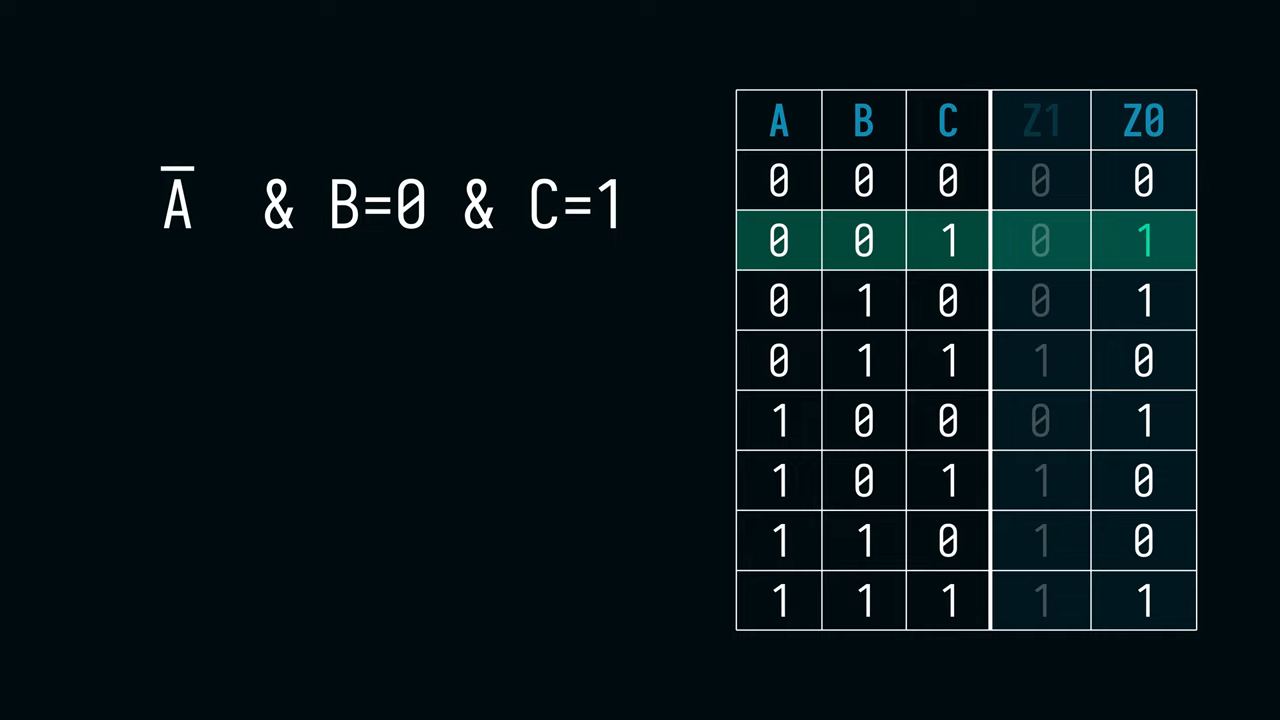 A̅ & B=0 & C=1
A B C Z1 Z0
0 0 0 0 0
0 0 1 0 1
0 1 0 0 1
0 1 1 1 0
1 0 0 0 1
1 0 1 1 0
1 1 0 1 0
1 1 1 1 1